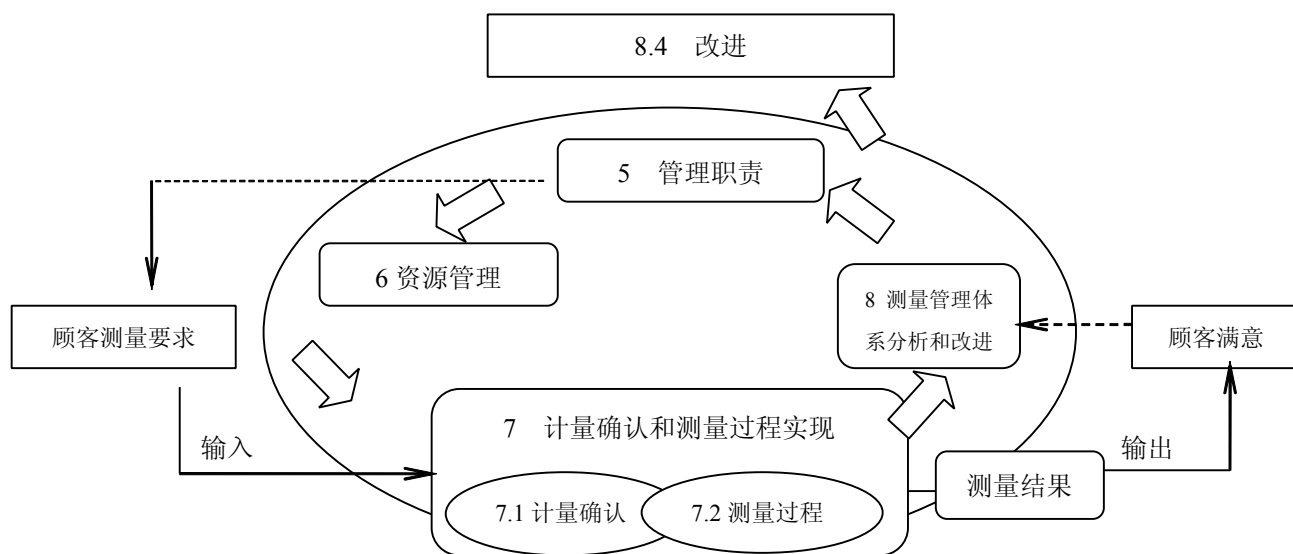 8.4 改进
5 管理职责
6 资源管理
8 测量管理体
系分析和改进
顾客测量要求
顾客满意
7 计量确认和测量过程实现
输入
输出
测量结果
7.1 计量确认
7.2 测量过程